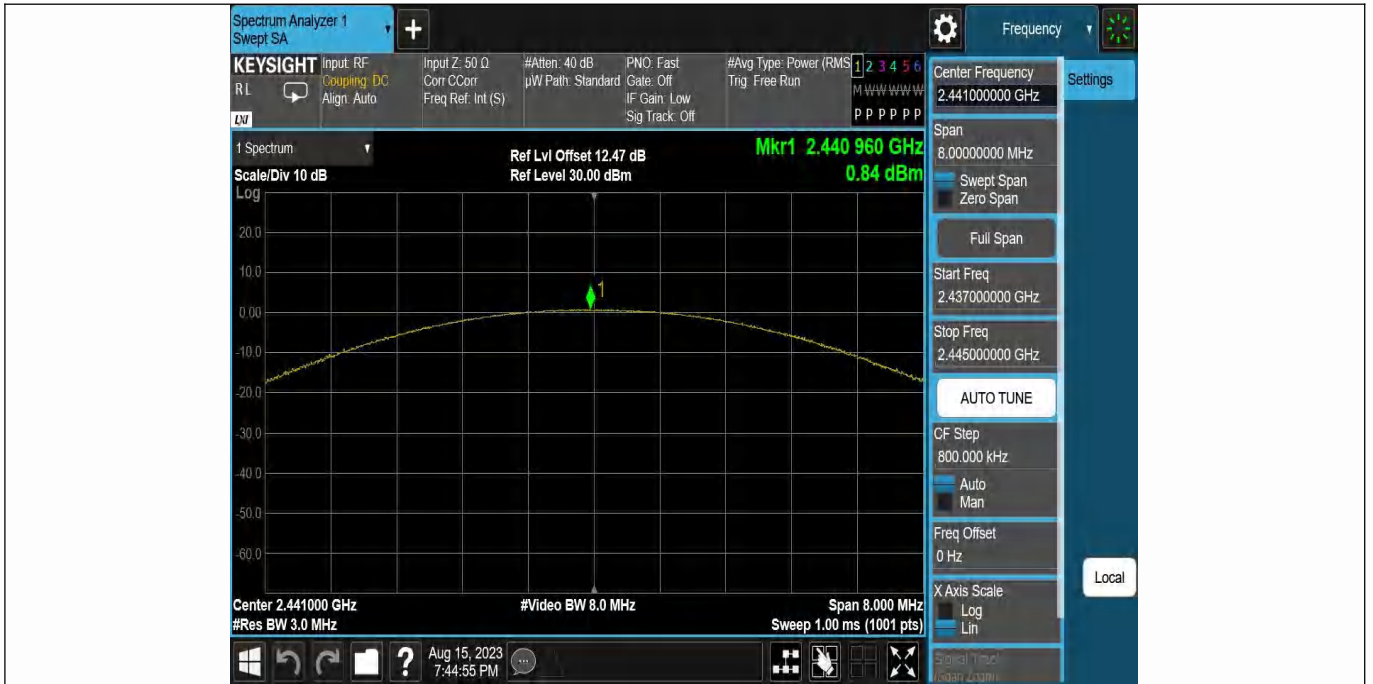 Spectrum Analyzer 1
Swept SA
+
Frequency
KEYSIGHT
RL
LXI
Input: RF
Coupling: DC
Align: Auto
Input Z: 50 Ω
Corr CCorr
Freq Ref: Int (S)
#Atten: 40 dB
µW Path: Standard
PNO: Fast
Gate: Off
IF Gain: Low
Sig Track: Off
#Avg Type: Power (RMS
Trig: Free Run
1 2 3 4 5 6
M W W W W W
P P P P P P
Center Frequency
2.441000000 GHz
Settings
Span
8.00000000 MHz
Swept Span
Zero Span
Full Span
Start Freq
2.437000000 GHz
Stop Freq
2.445000000 GHz
AUTO TUNE
CF Step
800.000 kHz
Auto
Man
Freq Offset
0 Hz
X Axis Scale
Log
Lin
Signal Track
(Span Zoom)
Local
1 Spectrum
Scale/Div 10 dB
Log
Ref Lvl Offset 12.47 dB
Ref Level 30.00 dBm
Mkr1 2.440 960 GHz
0.84 dBm
20.0
10.0
0.00
-10.0
-20.0
-30.0
-40.0
-50.0
-60.0
1
Center 2.441000 GHz
#Res BW 3.0 MHz
#Video BW 8.0 MHz
Span 8.000 MHz
Sweep 1.00 ms (1001 pts)
?
Aug 15, 2023
7:44:55 PM